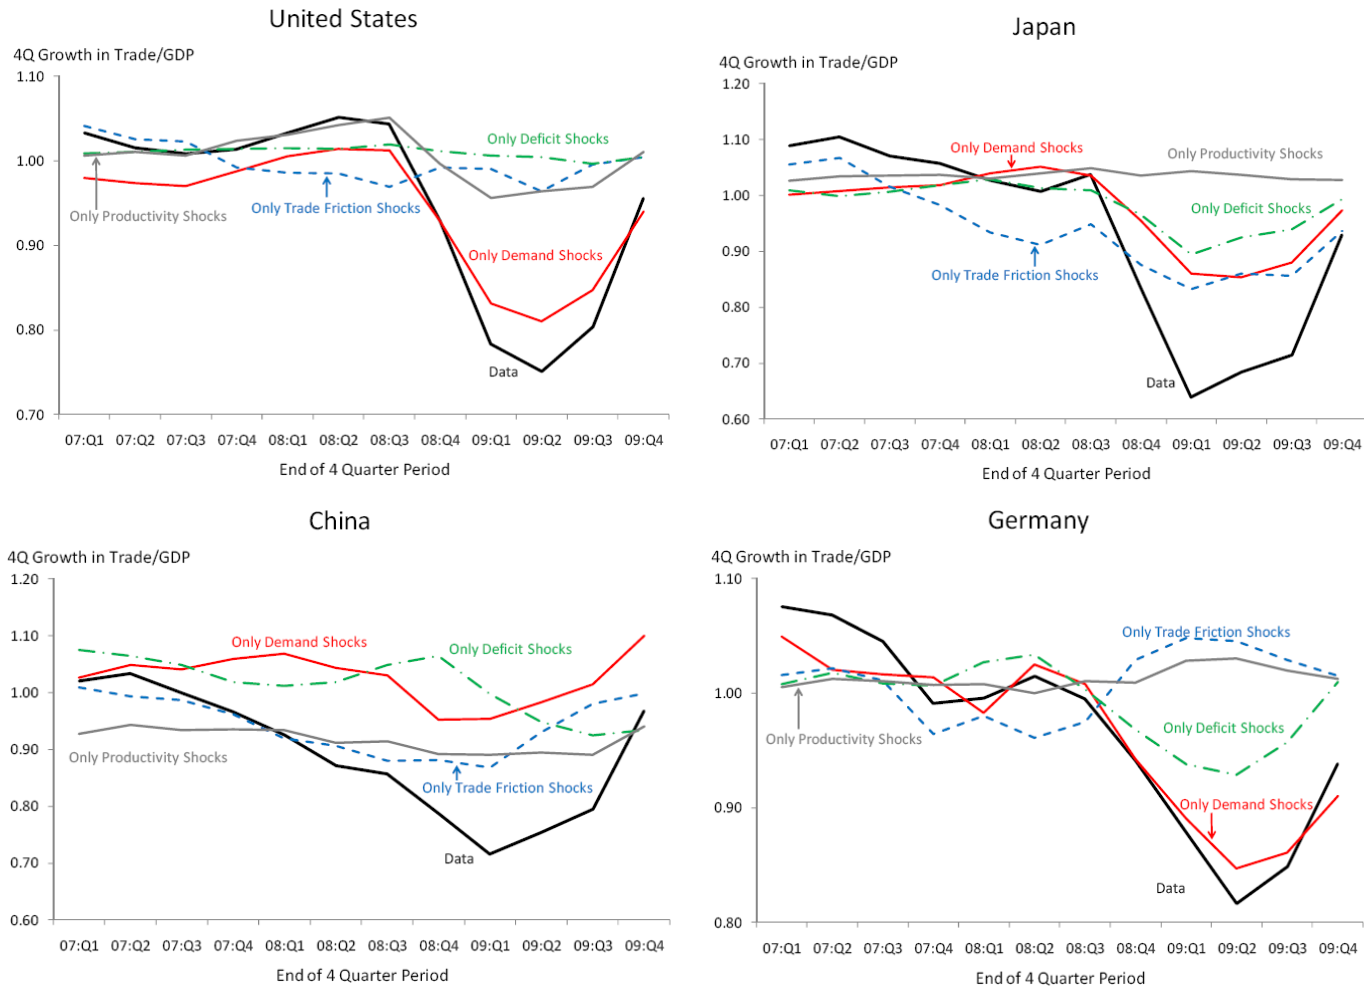 United States
4Q Growth in Trade/GDP
1.10
1.00
0.90
0.80
0.70
Only Deficit Shocks
Only Productivity Shocks
Only Trade Friction Shocks
Only Demand Shocks
Data
07:Q1 07:Q2 07:Q3 07:Q4 08:Q1 08:Q2 08:Q3 08:Q4 09:Q1 09:Q2 09:Q3 09:Q4
End of 4 Quarter Period
Japan
4Q Growth in Trade/GDP
1.20
1.10
1.00
0.90
0.80
0.70
0.60
Only Demand Shocks
Only Productivity Shocks
Only Deficit Shocks
Only Trade Friction Shocks
Data
07:Q1 07:Q2 07:Q3 07:Q4 08:Q1 08:Q2 08:Q3 08:Q4 09:Q1 09:Q2 09:Q3 09:Q4
End of 4 Quarter Period
China
4Q Growth in Trade/GDP
1.20
1.10
1.00
0.90
0.80
0.70
0.60
Only Demand Shocks
Only Deficit Shocks
Only Productivity Shocks
Only Trade Friction Shocks
Data
07:Q1 07:Q2 07:Q3 07:Q4 08:Q1 08:Q2 08:Q3 08:Q4 09:Q1 09:Q2 09:Q3 09:Q4
End of 4 Quarter Period
Germany
4Q Growth in Trade/GDP
1.10
1.00
0.90
0.80
Only Trade Friction Shocks
Only Productivity Shocks
Only Deficit Shocks
Only Demand Shocks
Data
07:Q1 07:Q2 07:Q3 07:Q4 08:Q1 08:Q2 08:Q3 08:Q4 09:Q1 09:Q2 09:Q3 09:Q4
End of 4 Quarter Period